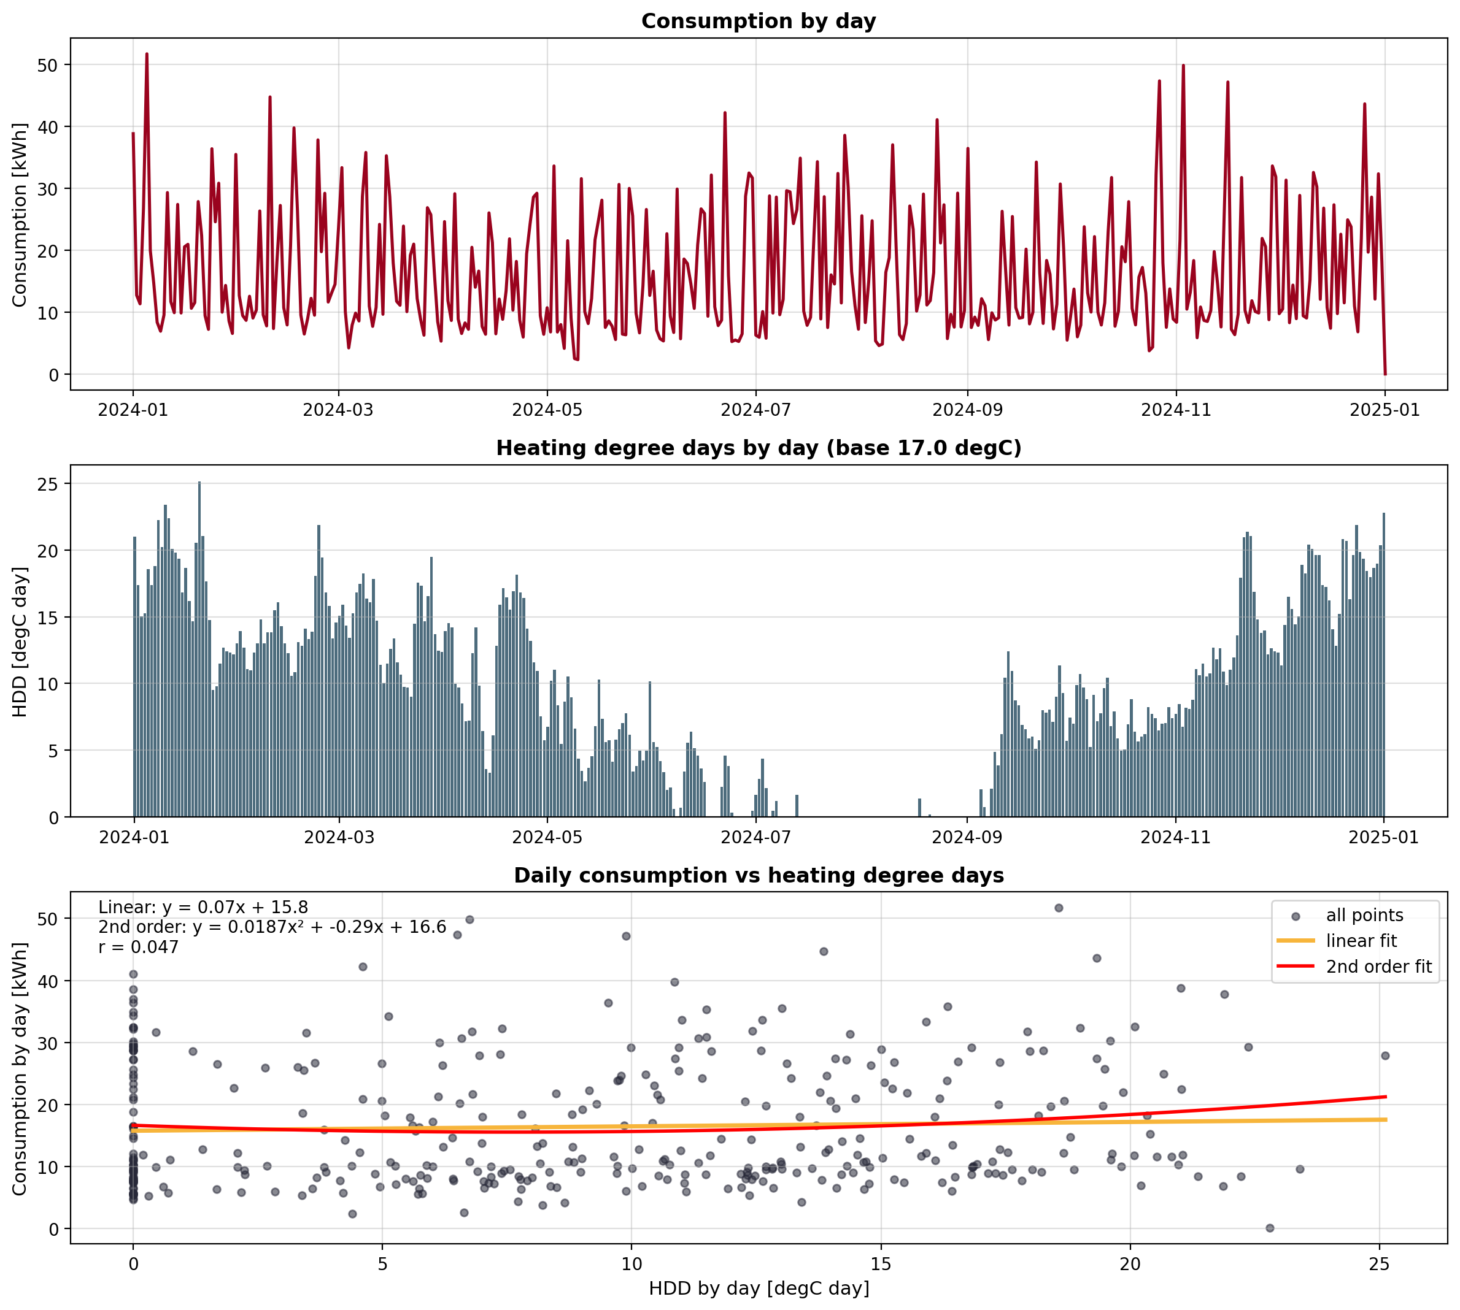 Consumption by day
Consumption [kWh]
50
40
30
20
10
0
2024-01 2024-03 2024-05 2024-07 2024-09 2024-11 2025-01
Heating degree days by day (base 17.0 degC)
HDD [degC day]
25
20
15
10
5
0
2024-01 2024-03 2024-05 2024-07 2024-09 2024-11 2025-01
Daily consumption vs heating degree days
Consumption by day [kWh]
50
40
30
20
10
0
Linear: y = 0.07x + 15.8
2nd order: y = 0.0187x² + -0.29x + 16.6
r = 0.047
all points
linear fit
2nd order fit
0 5 10 15 20 25
HDD by day [degC day]